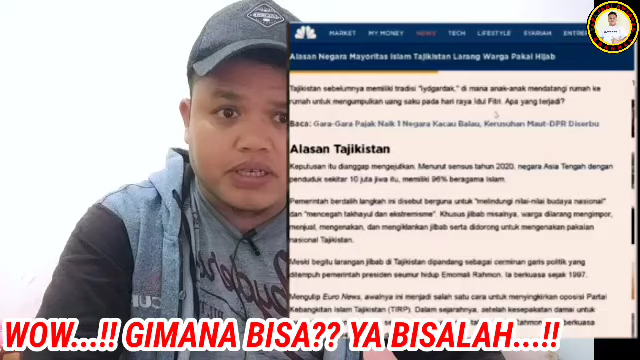 MARKET MY MONEY NEWS TECH LIFESTYLE SYARIAH ENTREPRENEUR
Alasan Negara Mayoritas Islam Tajikistan Larang Warga Pakai Hijab
Tajikistan sebelumnya memiliki tradisi "iydgardak," di mana anak-anak mendatangi rumah ke
rumah untuk mengumpulkan uang saku pada hari raya Idul Fitri. Apa yang terjadi?
Baca: Gara-Gara Pajak Naik 1 Negara Kacau Balau, Kerusuhan Maut-DPR Diserbu
Alasan Tajikistan
Keputusan itu dianggap mengejutkan. Menurut sensus tahun 2020, negara Asia Tengah dengan
penduduk sekitar 10 juta jiwa itu, memiliki 96% beragama Islam.
Pemerintah berdalih langkah ini disebut berguna untuk "melindungi nilai-nilai budaya nasional"
dan "mencegah takhayul dan ekstremisme". Khusus jilbab misalnya, warga dilarang mengimpor,
menjual, mengenakan, dan mengiklankan jilbab serta didorong untuk mengenakan pakaian
nasional Tajikistan.
Meski begitu larangan jilbab di Tajikistan dipandang sebagai cerminan garis politik yang
ditempuh pemerintah presiden seumur hidup Emomali Rahmon. Ia berkuasa sejak 1997.
Mengutip Euro News, awalnya ini menjadi salah satu cara untuk menyingkirkan oposisi Partai
Kebangkitan Islam Tajikistan (TIRP). Dalam sejarahnya, setelah kesepakatan damai untuk
berkuasa
WOW...!! GIMANA BISA?? YA BISALAH...!!